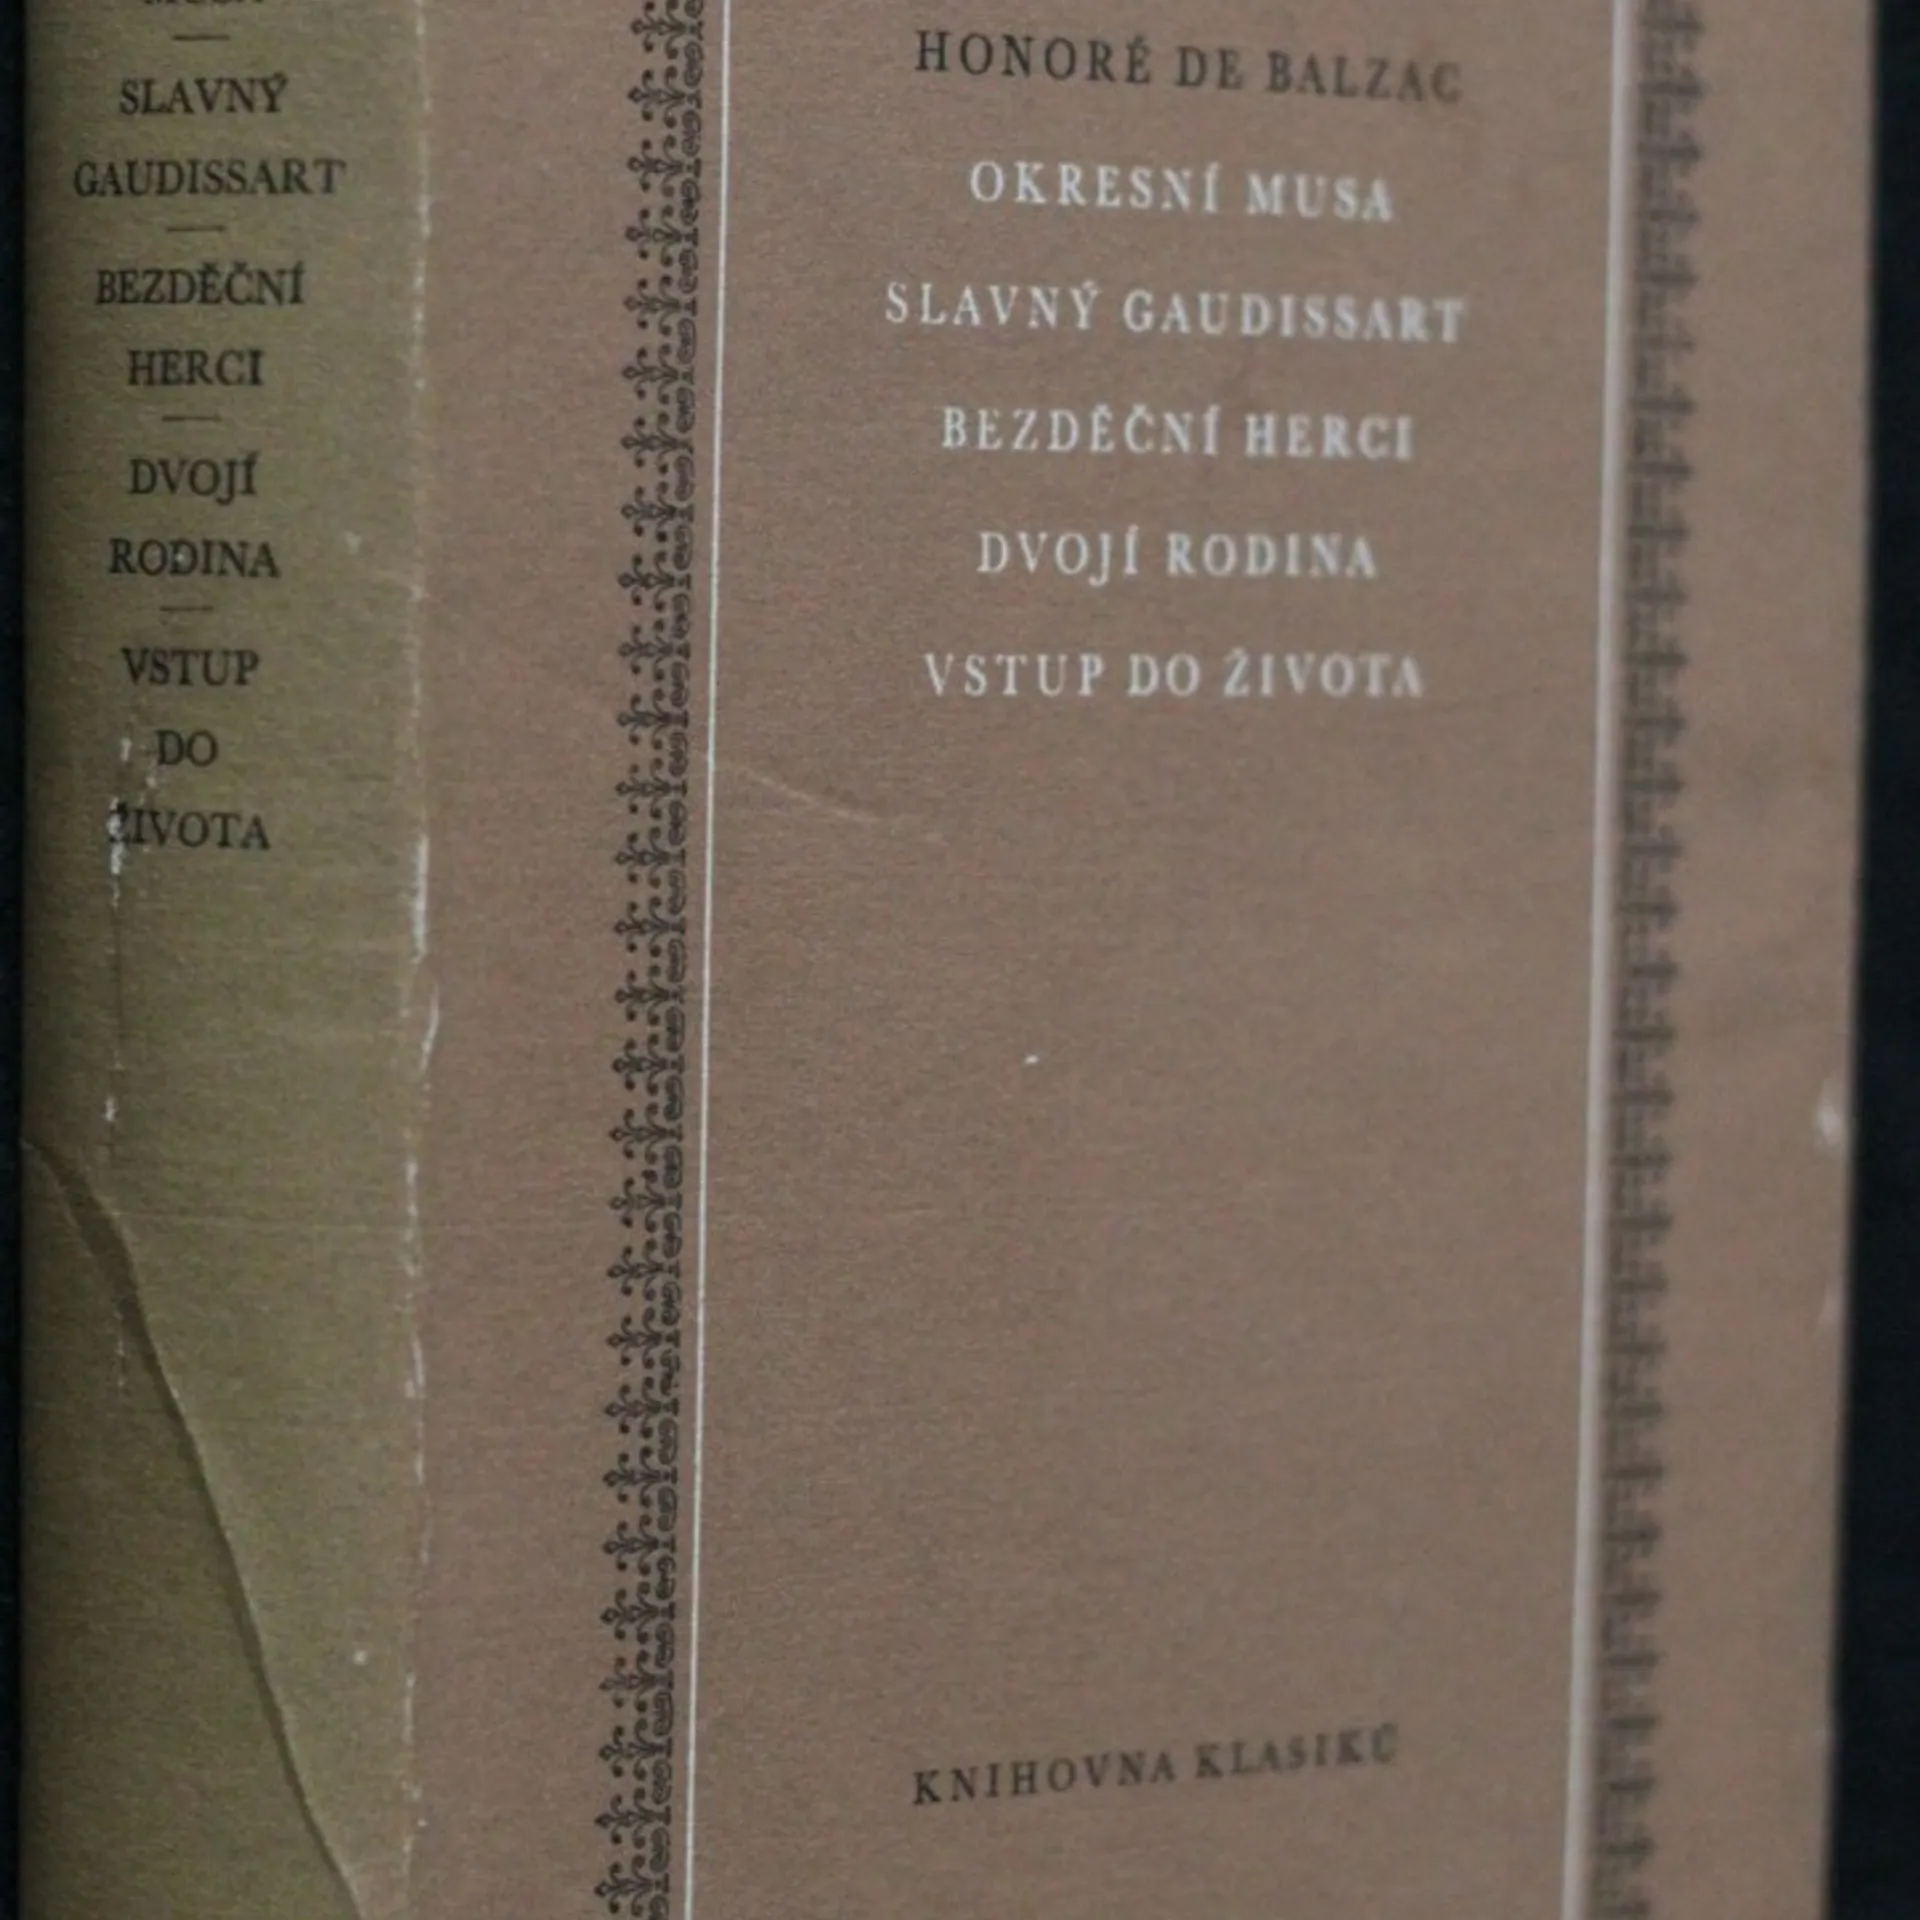 MUSA
SLAVNÝ
GAUDISSART
BEZDĚČNÍ
HERCI
DVOJÍ
RODINA
VSTUP
DO
ŽIVOTA
HONORÉ DE BALZAC
OKRESNÍ MUSA
SLAVNÝ GAUDISSART
BEZDĚČNÍ HERCI
DVOJÍ RODINA
VSTUP DO ŽIVOTA
KNIHOVNA KLASIKŮ